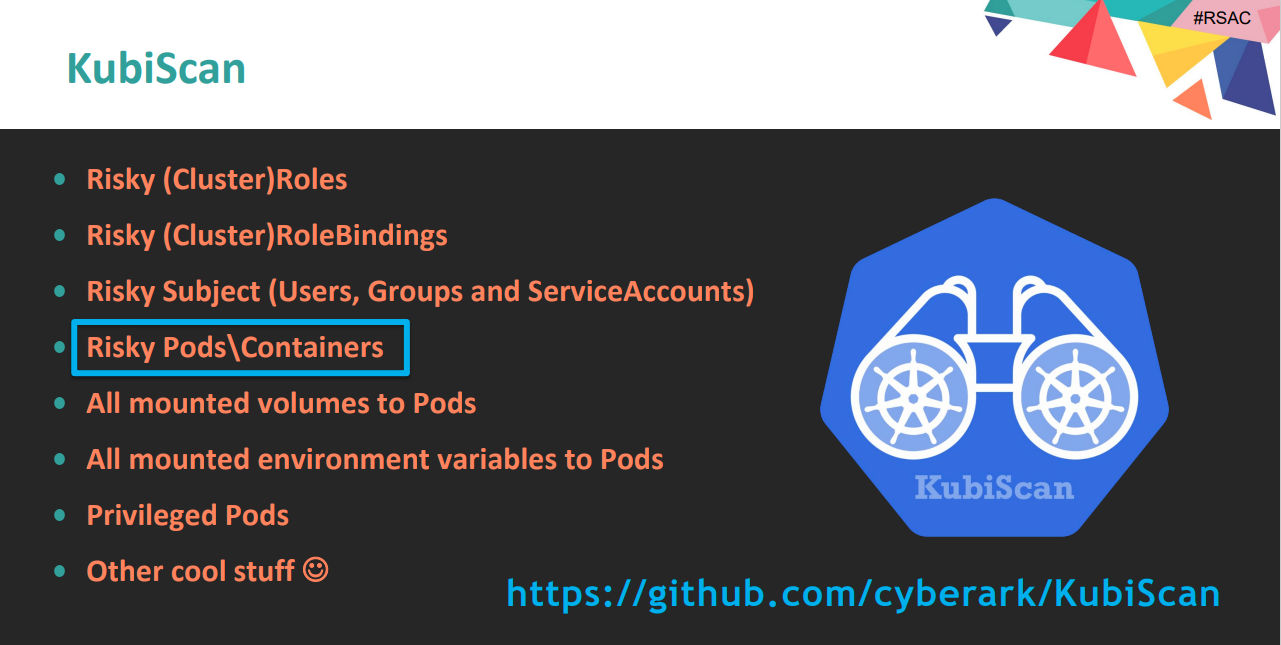 #RSAC
KubiScan
• Risky (Cluster)Roles
• Risky (Cluster)RoleBindings
• Risky Subject (Users, Groups and ServiceAccounts)
• Risky Pods\Containers
• All mounted volumes to Pods
• All mounted environment variables to Pods
• Privileged Pods
• Other cool stuff ☺
KubiScan
https://github.com/cyberark/KubiScan